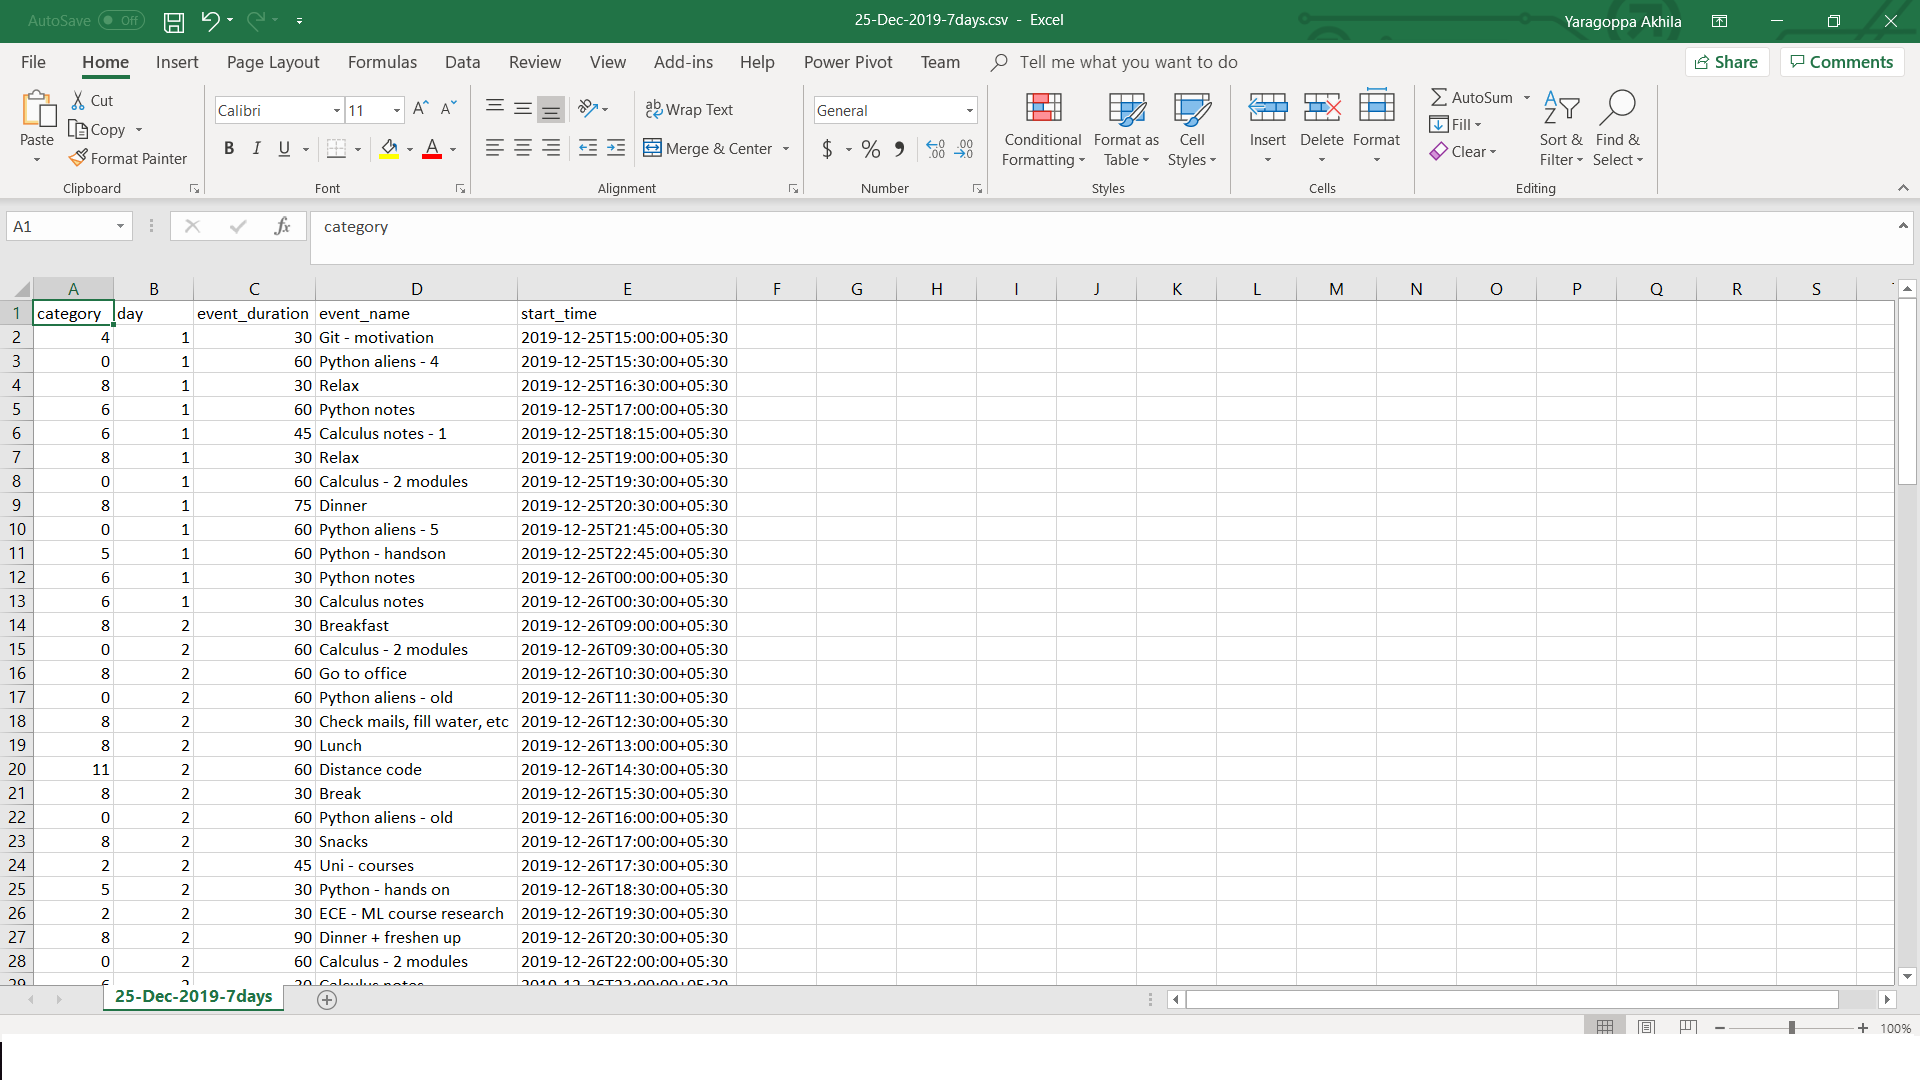 AutoSave Off
25-Dec-2019-7days.csv - Excel
Yaragoppa Akhila
File Home Insert Page Layout Formulas Data Review View Add-ins Help Power Pivot Team Tell me what you want to do Share Comments
Paste
Cut
Copy
Format Painter
Clipboard
Calibri 11
B I U
Font
Wrap Text
Merge & Center
Alignment
General
$ %
Number
Conditional Formatting
Format as Table
Cell Styles
Styles
Insert Delete Format
Cells
AutoSum
Fill
Clear
Sort & Filter
Find & Select
Editing
A1 fx category
A B C D E F G H I J K L M N O P Q R S
1 category day event_duration event_name start_time
2 4 1 30 Git - motivation 2019-12-25T15:00:00+05:30
3 0 1 60 Python aliens - 4 2019-12-25T15:30:00+05:30
4 8 1 30 Relax 2019-12-25T16:30:00+05:30
5 6 1 60 Python notes 2019-12-25T17:00:00+05:30
6 6 1 45 Calculus notes - 1 2019-12-25T18:15:00+05:30
7 8 1 30 Relax 2019-12-25T19:00:00+05:30
8 0 1 60 Calculus - 2 modules 2019-12-25T19:30:00+05:30
9 8 1 75 Dinner 2019-12-25T20:30:00+05:30
10 0 1 60 Python aliens - 5 2019-12-25T21:45:00+05:30
11 5 1 60 Python - handson 2019-12-25T22:45:00+05:30
12 6 1 30 Python notes 2019-12-26T00:00:00+05:30
13 6 1 30 Calculus notes 2019-12-26T00:30:00+05:30
14 8 2 30 Breakfast 2019-12-26T09:00:00+05:30
15 0 2 60 Calculus - 2 modules 2019-12-26T09:30:00+05:30
16 8 2 60 Go to office 2019-12-26T10:30:00+05:30
17 0 2 60 Python aliens - old 2019-12-26T11:30:00+05:30
18 8 2 30 Check mails, fill water, etc 2019-12-26T12:30:00+05:30
19 8 2 90 Lunch 2019-12-26T13:00:00+05:30
20 11 2 60 Distance code 2019-12-26T14:30:00+05:30
21 8 2 30 Break 2019-12-26T15:30:00+05:30
22 0 2 60 Python aliens - old 2019-12-26T16:00:00+05:30
23 8 2 30 Snacks 2019-12-26T17:00:00+05:30
24 2 2 45 Uni - courses 2019-12-26T17:30:00+05:30
25 5 2 30 Python - hands on 2019-12-26T18:30:00+05:30
26 2 2 30 ECE - ML course research 2019-12-26T19:30:00+05:30
27 8 2 90 Dinner + freshen up 2019-12-26T20:30:00+05:30
28 0 2 60 Calculus - 2 modules 2019-12-26T22:00:00+05:30
29 6 2 30 Calculus notes 2019-12-26T23:00:00+05:30
25-Dec-2019-7days
100%